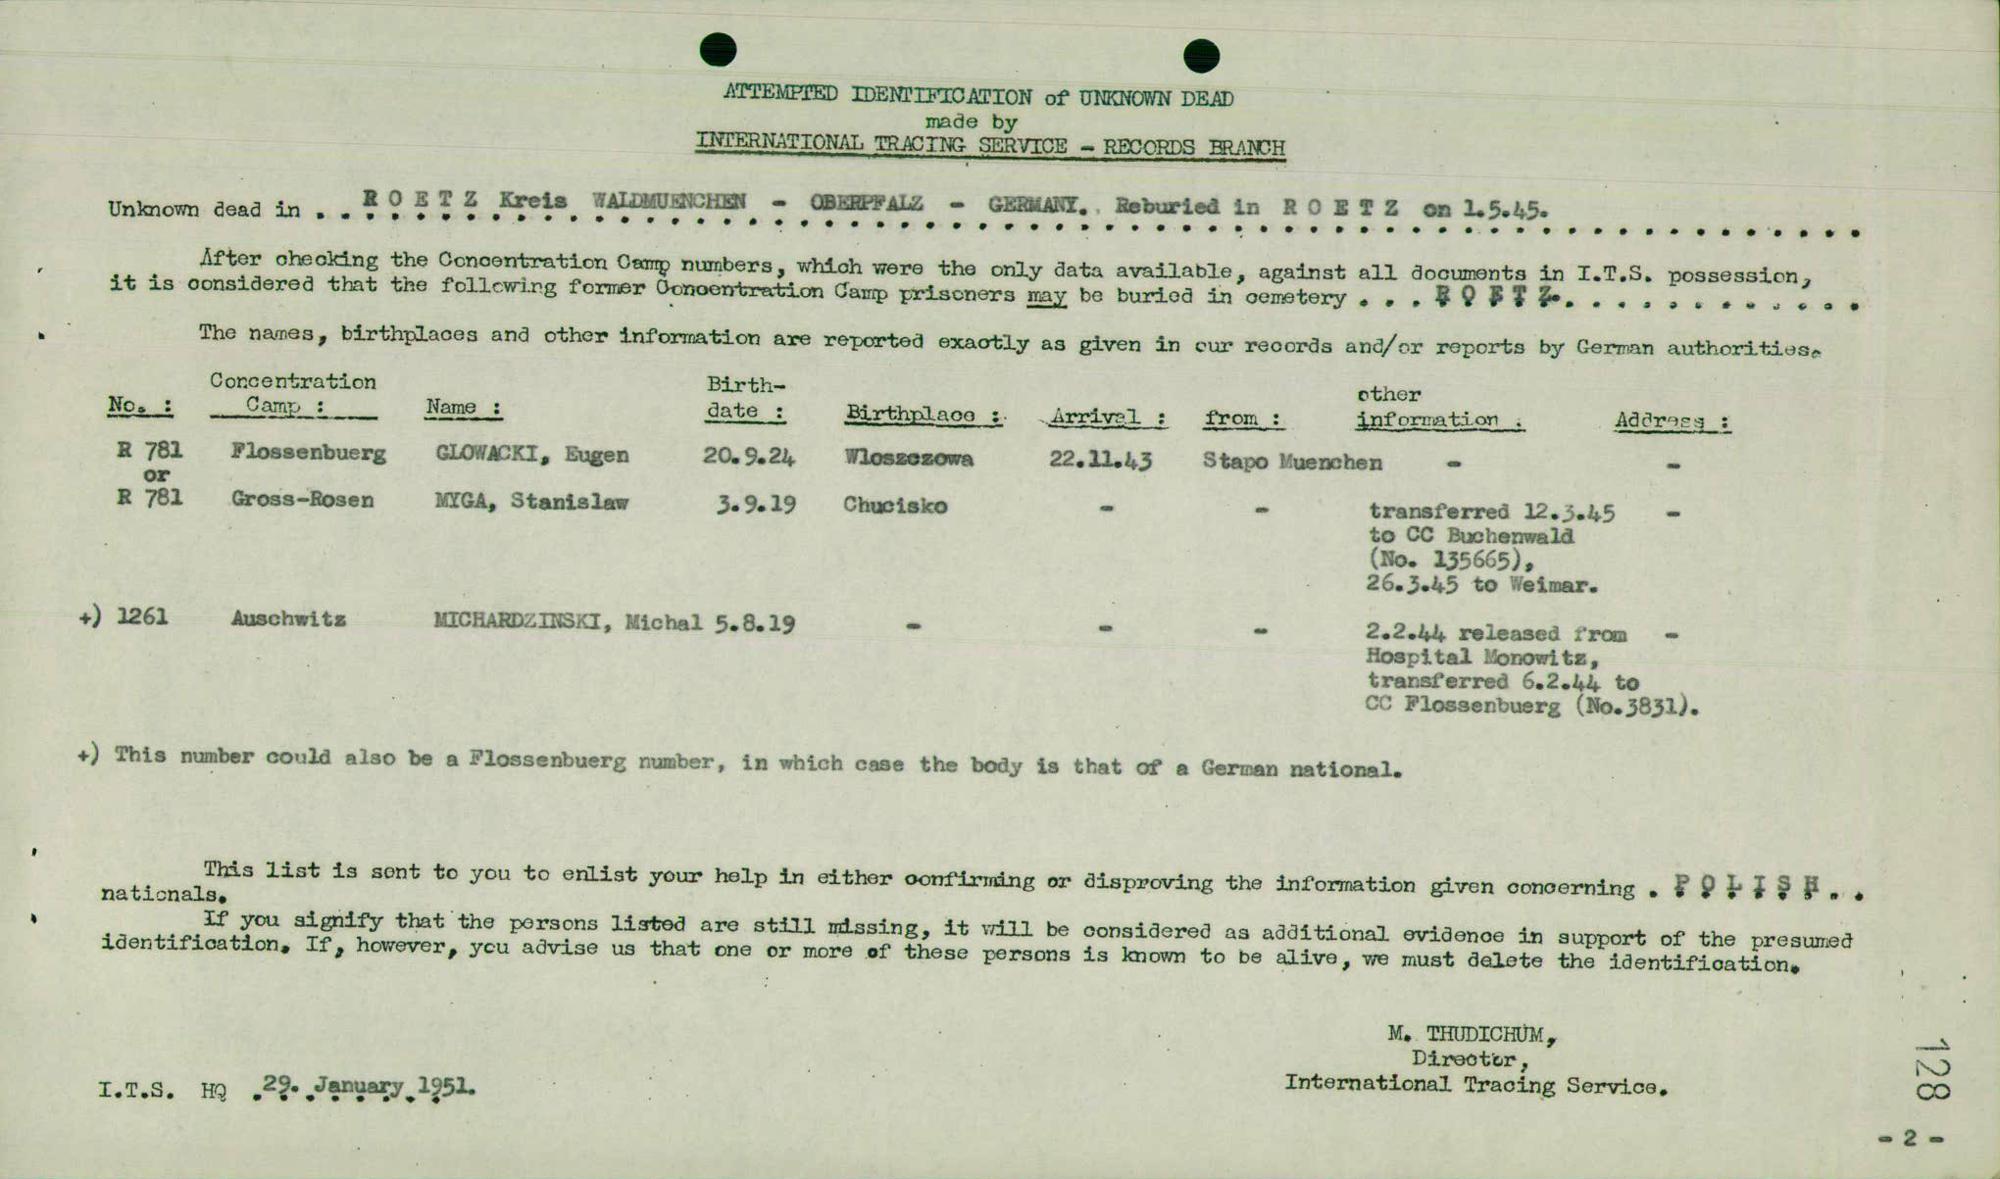 ATTEMPTED IDENTIFICATION of UNKNOWN DEAD
made by
INTERNATIONAL TRACING SERVICE - RECORDS BRANCH
Unknown dead in . . R O E T Z Kreis WALDMUENCHEN - OBERPFALZ - GERMANY. Reburied in R O E T Z on 1.5.45.
After checking the Concentration Camp numbers, which were the only data available, against all documents in I.T.S. possession,
it is considered that the following former Concentration Camp prisoners may be buried in cemetery . . . R O E T Z. . . . . . . . . . . .
The names, birthplaces and other information are reported exactly as given in our records and/or reports by German authorities.
No. : Concentration Camp : Name : Birth-date : Birthplace : Arrival : from : other information : Address :
R 781 Flossenbuerg GLOWACKI, Eugen 20.9.24 Wloszczowa 22.11.43 Stapo Muenchen - -
or
R 781 Gross-Rosen MYGA, Stanislaw 3.9.19 Chucisko - - transferred 12.3.45 -
to CC Buchenwald
(No. 135665),
26.3.45 to Weimar.
+) 1261 Auschwitz MICHARDZINSKI, Michal 5.8.19 - - - 2.2.44 released from -
Hospital Monowitz,
transferred 6.2.44 to
CC Flossenbuerg (No.3831).
+) This number could also be a Flossenbuerg number, in which case the body is that of a German national.
This list is sent to you to enlist your help in either confirming or disproving the information given concerning . P O L I S H . .
nationals.
If you signify that the persons listed are still missing, it will be considered as additional evidence in support of the presumed
identification. If, however, you advise us that one or more of these persons is known to be alive, we must delete the identification.
M. THUDICHUM,
Director,
International Tracing Service.
I.T.S. HQ 29. January 1951.
128
- 2 -